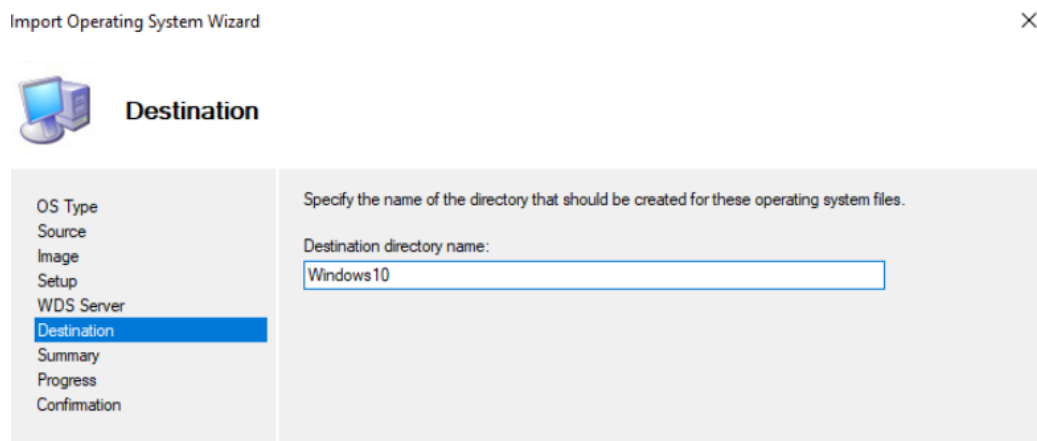 Import Operating System Wizard
Destination
OS Type
Source
Image
Setup
WDS Server
Destination
Summary
Progress
Confirmation
Specify the name of the directory that should be created for these operating system files.
Destination directory name:
Windows10